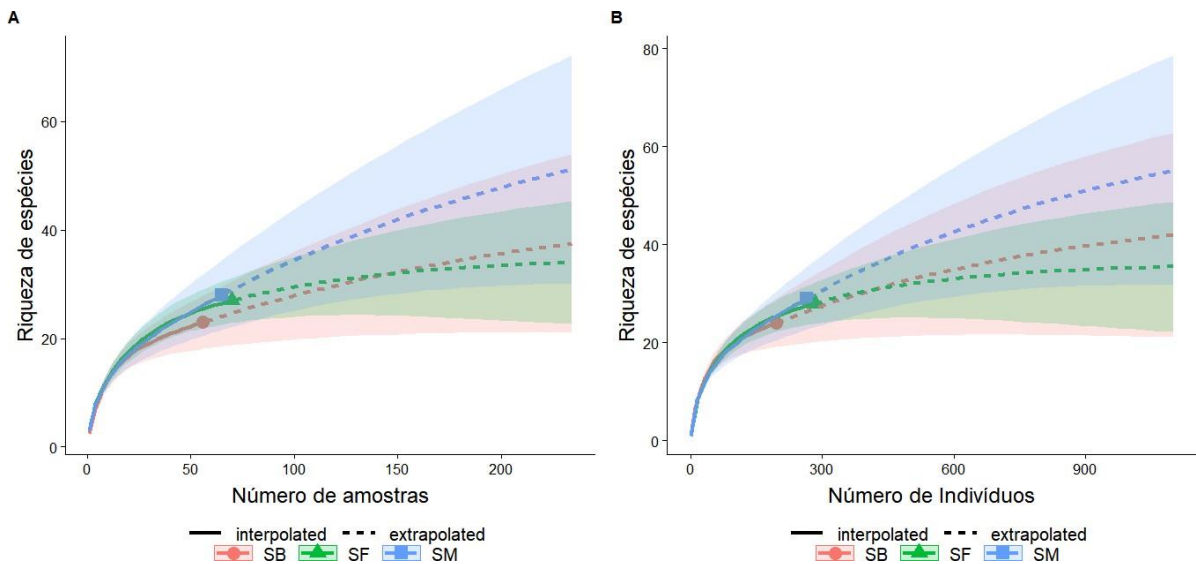 A
Riqueza de espécies
60
40
20
0
0 50 100 150 200
Número de amostras
interpolated extrapolated
SB SF SM
B
Riqueza de espécies
80
60
40
20
0
0 300 600 900
Número de Indivíduos
interpolated extrapolated
SB SF SM